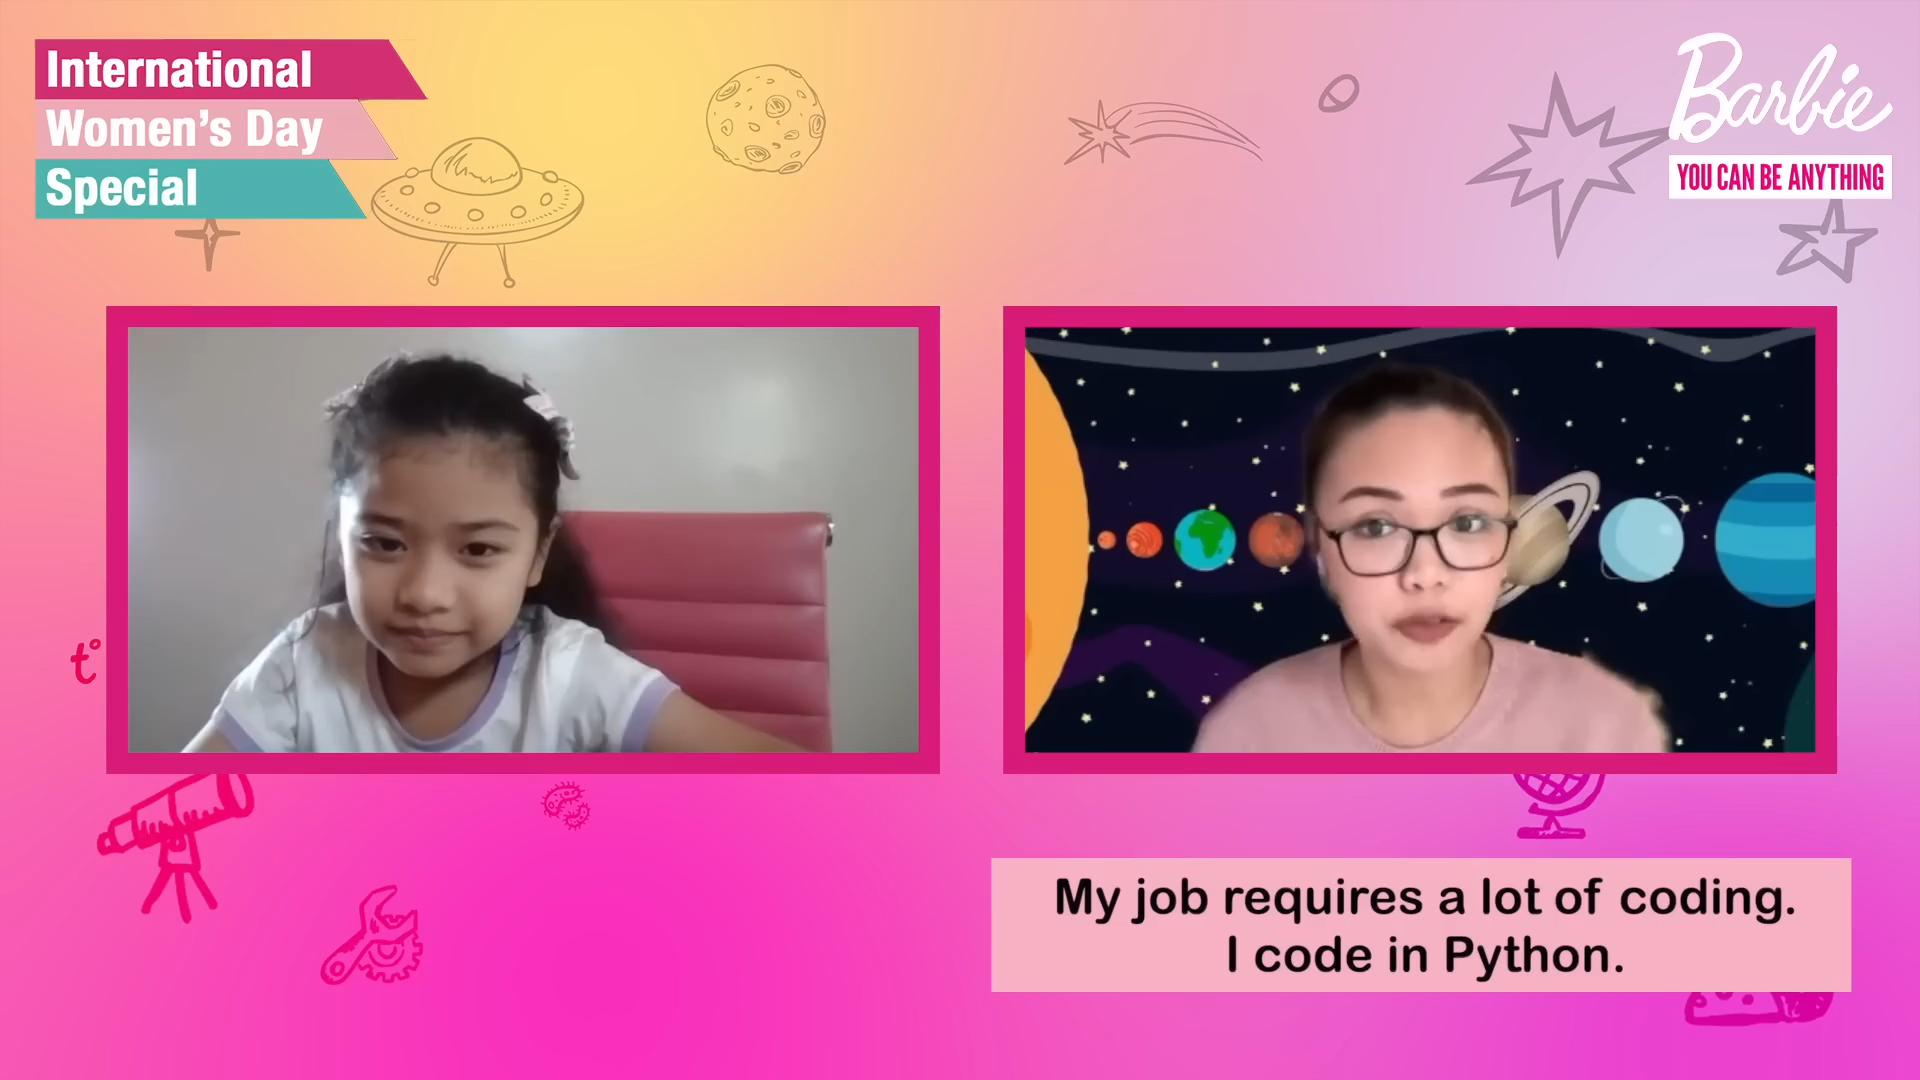 International
Women's Day
Special
Barbie
YOU CAN BE ANYTHING
t°
My job requires a lot of coding.
I code in Python.